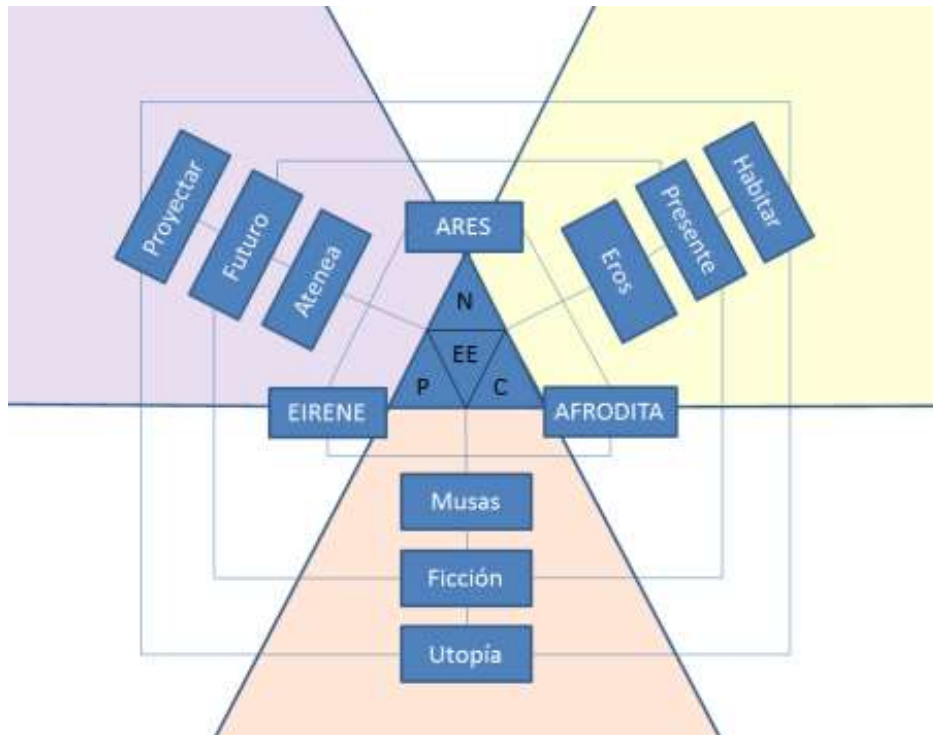 Proyectar
Futuro
Atenea
ARES
Eros
Presente
Habitar
N
EE
P
C
EIRENE
AFRODITA
Musas
Ficción
Utopía